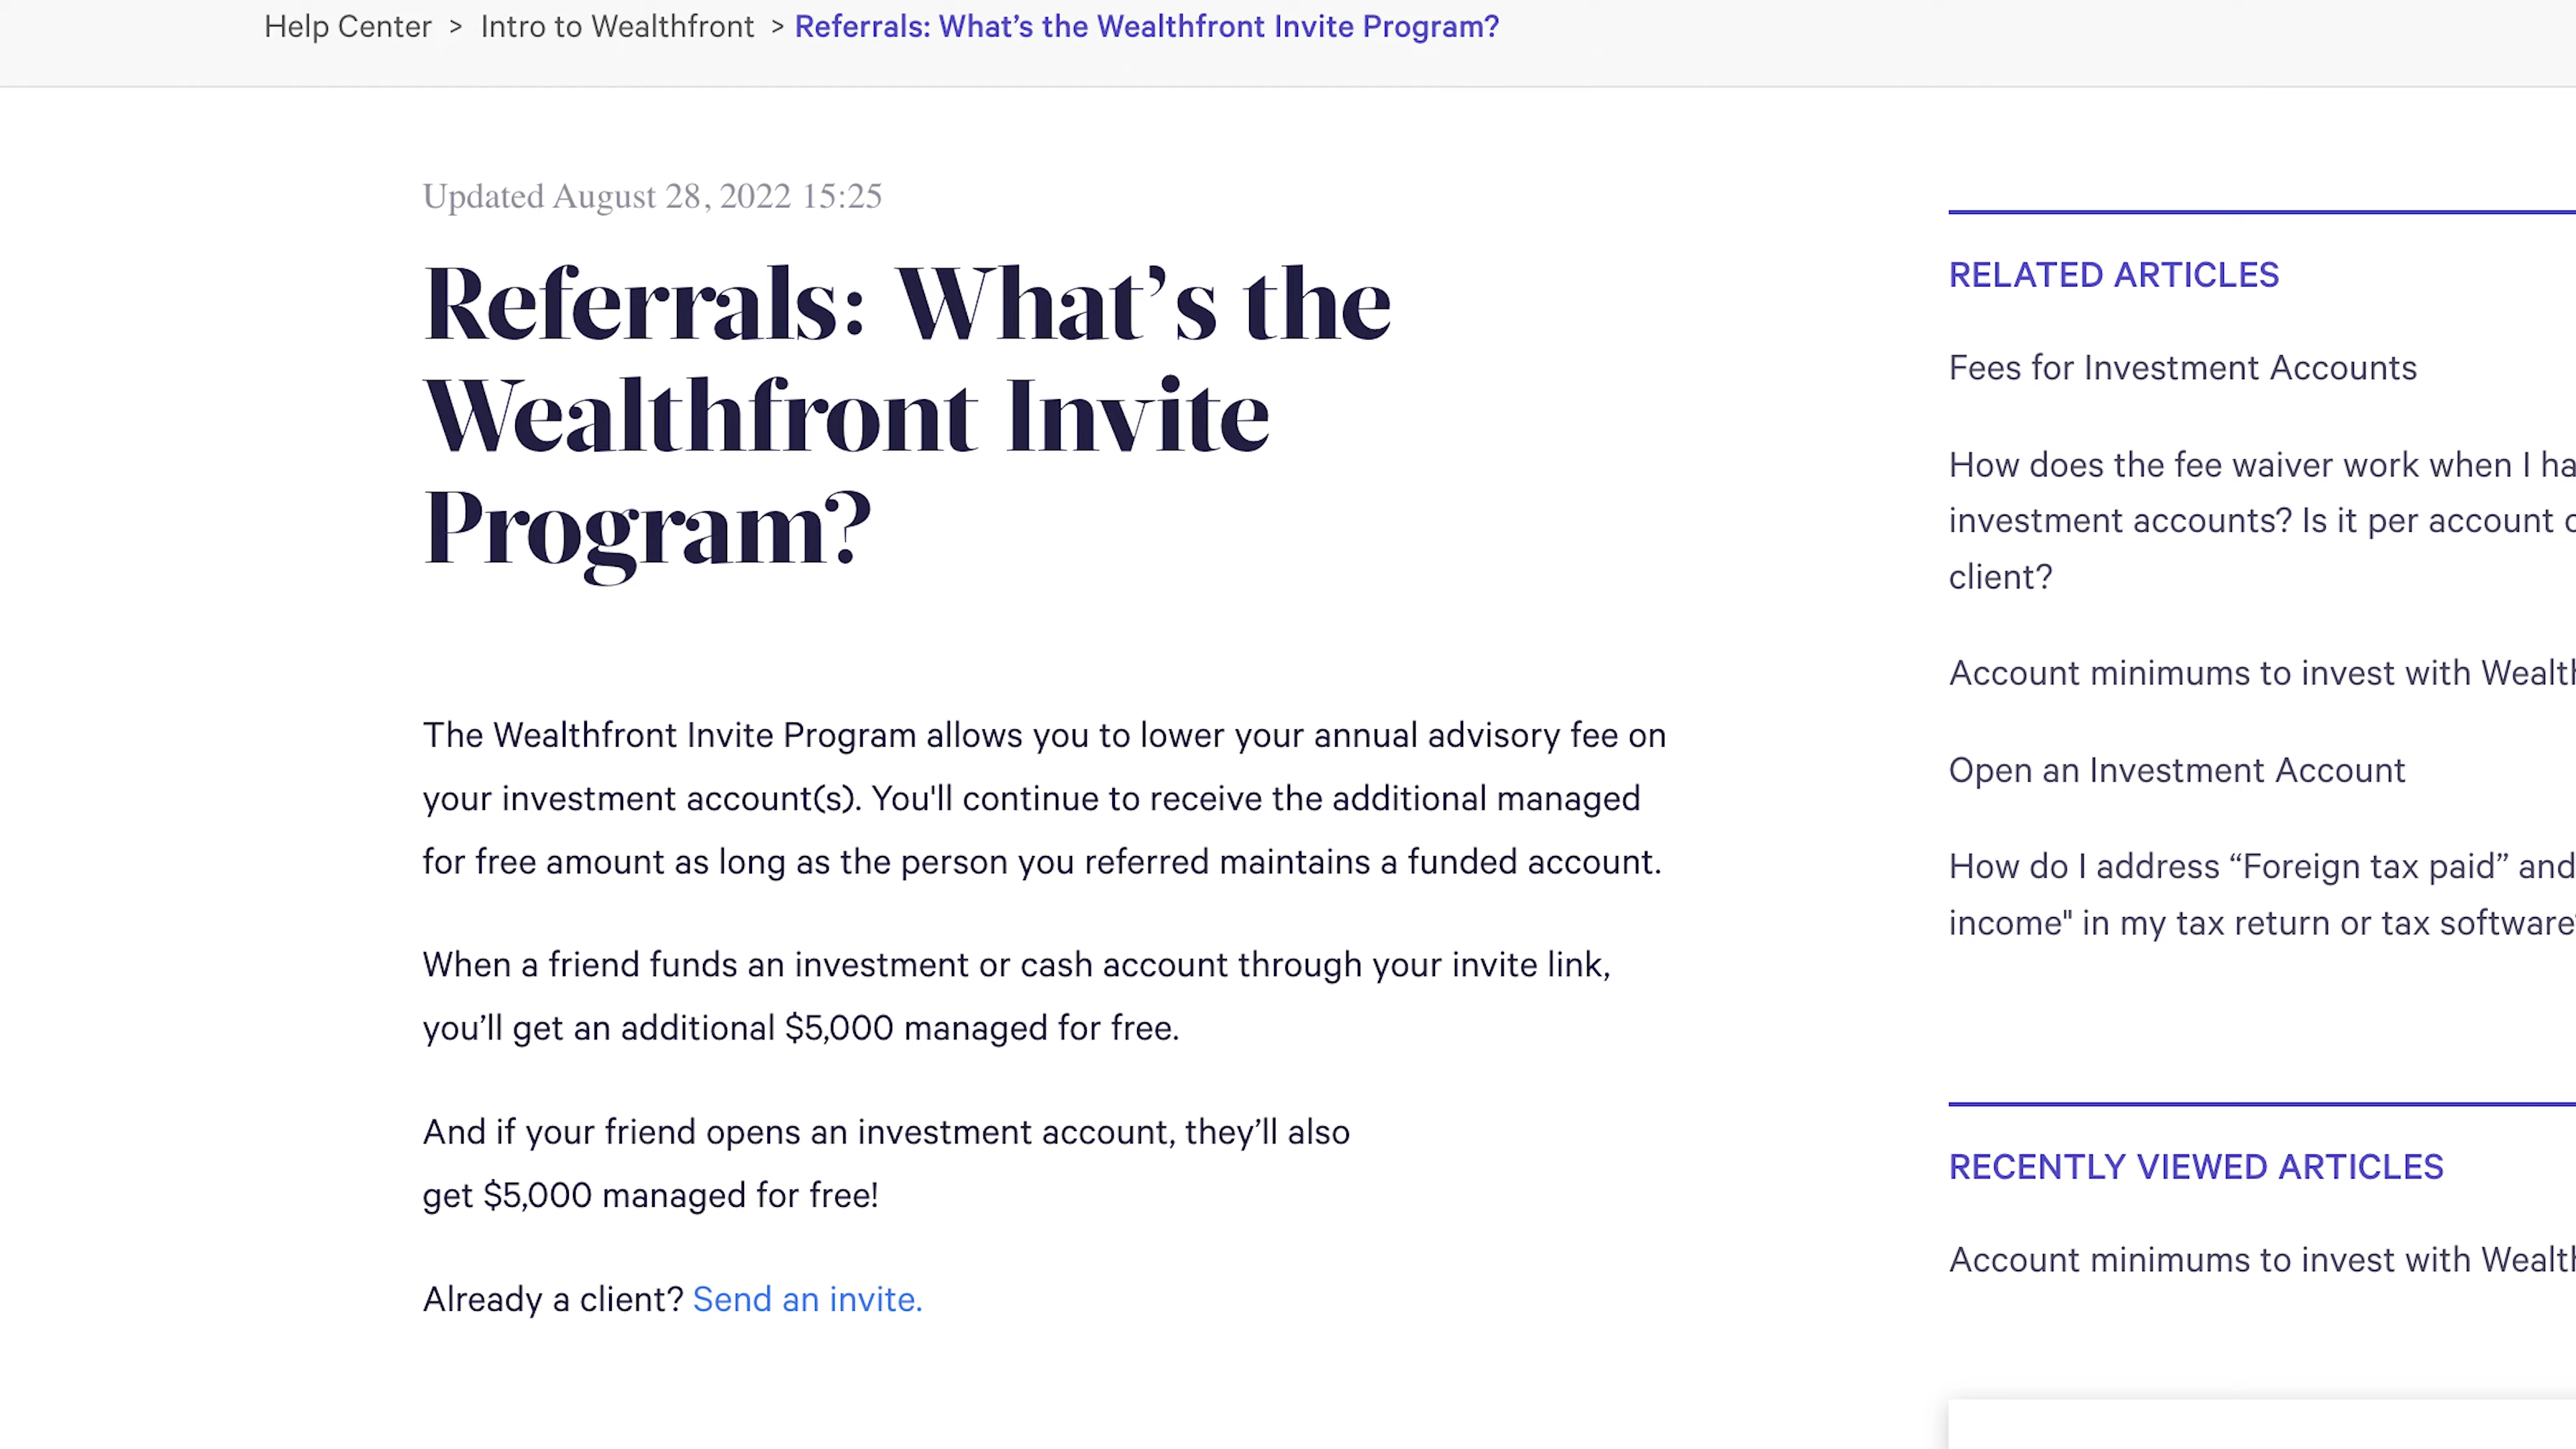 Help Center > Intro to Wealthfront > Referrals: What’s the Wealthfront Invite Program?
Updated August 28, 2022 15:25
Referrals: What’s the
Wealthfront Invite
Program?
The Wealthfront Invite Program allows you to lower your annual advisory fee on
your investment account(s). You'll continue to receive the additional managed
for free amount as long as the person you referred maintains a funded account.
When a friend funds an investment or cash account through your invite link,
you’ll get an additional $5,000 managed for free.
And if your friend opens an investment account, they’ll also
get $5,000 managed for free!
Already a client? Send an invite.
RELATED ARTICLES
Fees for Investment Accounts
How does the fee waiver work when I
investment accounts? Is it per account
client?
Account minimums to invest with
Open an Investment Account
How do I address “Foreign tax paid” and
income" in my tax return or tax software
RECENTLY VIEWED ARTICLES
Account minimums to invest with